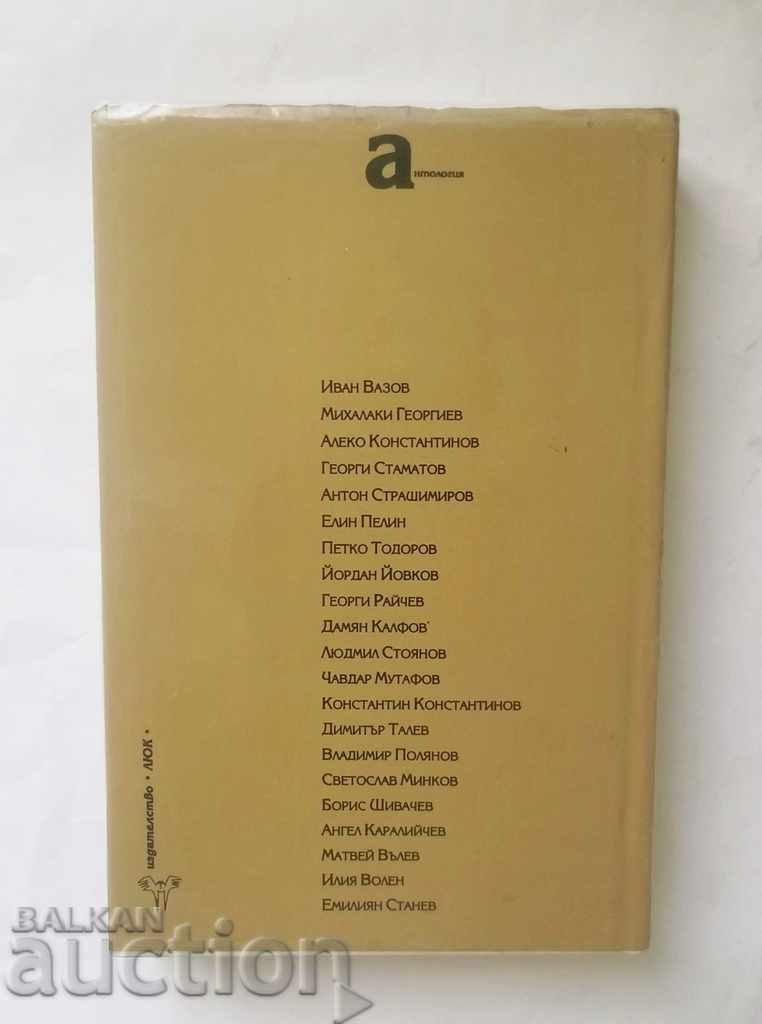 антология
Иван Вазов
Михалаки Георгиев
Алеко Константинов
Георги Стаматов
Антон Страшимиров
Елин Пелин
Петко Тодоров
Йордан Йовков
Георги Райчев
Дамян Калфов
Людмил Стоянов
Чавдар Мутафов
Константин Константинов
Димитър Талев
Владимир Полянов
Светослав Минков
Борис Шивачев
Ангел Каралийчев
Матвей Вълев
Илия Волен
Емилиян Станев
издателство • ЛЮК •
BALKAN
auction